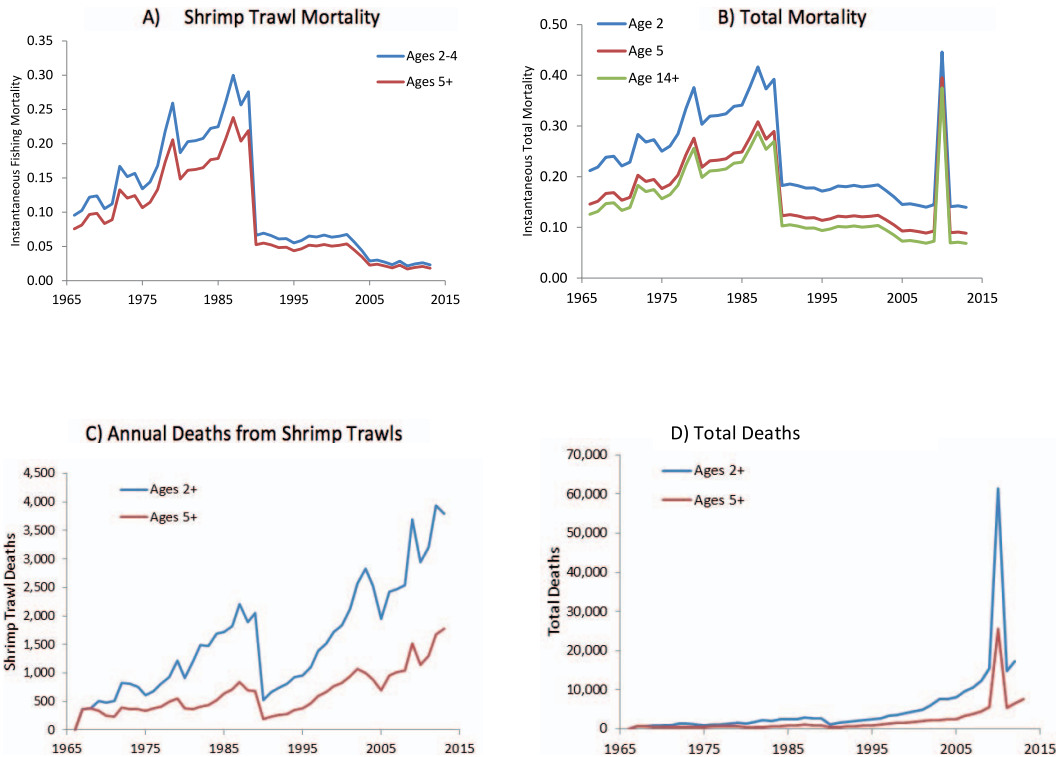 A) Shrimp Trawl Mortality
Instantaneous Fishing Mortality
0.35
0.30
0.25
0.20
0.15
0.10
0.05
0.00
1965 1975 1985 1995 2005 2015
Ages 2-4
Ages 5+
B) Total Mortality
Instantaneous Total Mortality
0.50
0.40
0.30
0.20
0.10
0.00
1965 1975 1985 1995 2005 2015
Age 2
Age 5
Age 14+
C) Annual Deaths from Shrimp Trawls
Shrimp Trawl Deaths
4,500
4,000
3,500
3,000
2,500
2,000
1,500
1,000
500
0
1965 1975 1985 1995 2005 2015
Ages 2+
Ages 5+
D) Total Deaths
Total Deaths
70,000
60,000
50,000
40,000
30,000
20,000
10,000
0
1965 1975 1985 1995 2005 2015
Ages 2+
Ages 5+